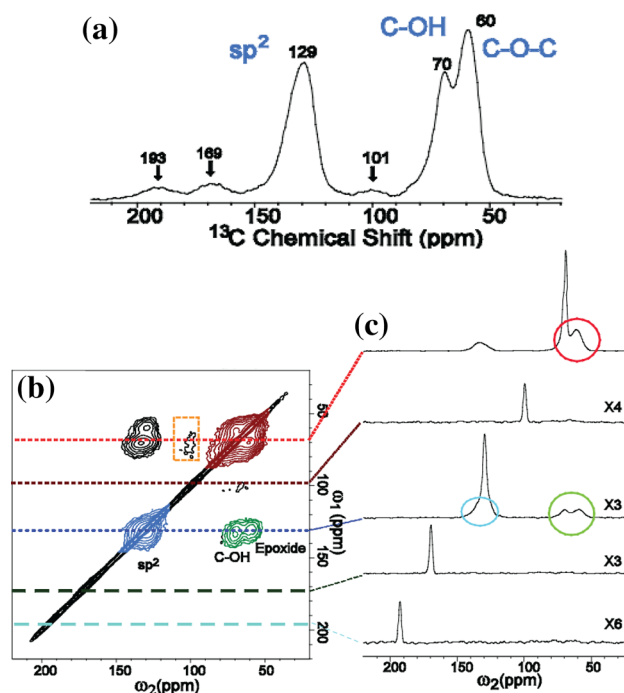 (a)
sp²
129
C-OH
60
C-O-C
70
193
169
101
200
150
100
50
¹³C Chemical Shift (ppm)
(b)
(c)
50
100
150
200
ω₁ (ppm)
sp²
C-OH
Epoxide
200
150
100
50
ω₂(ppm)
X4
X3
X3
X6
200
150
100
50
ω₂(ppm)